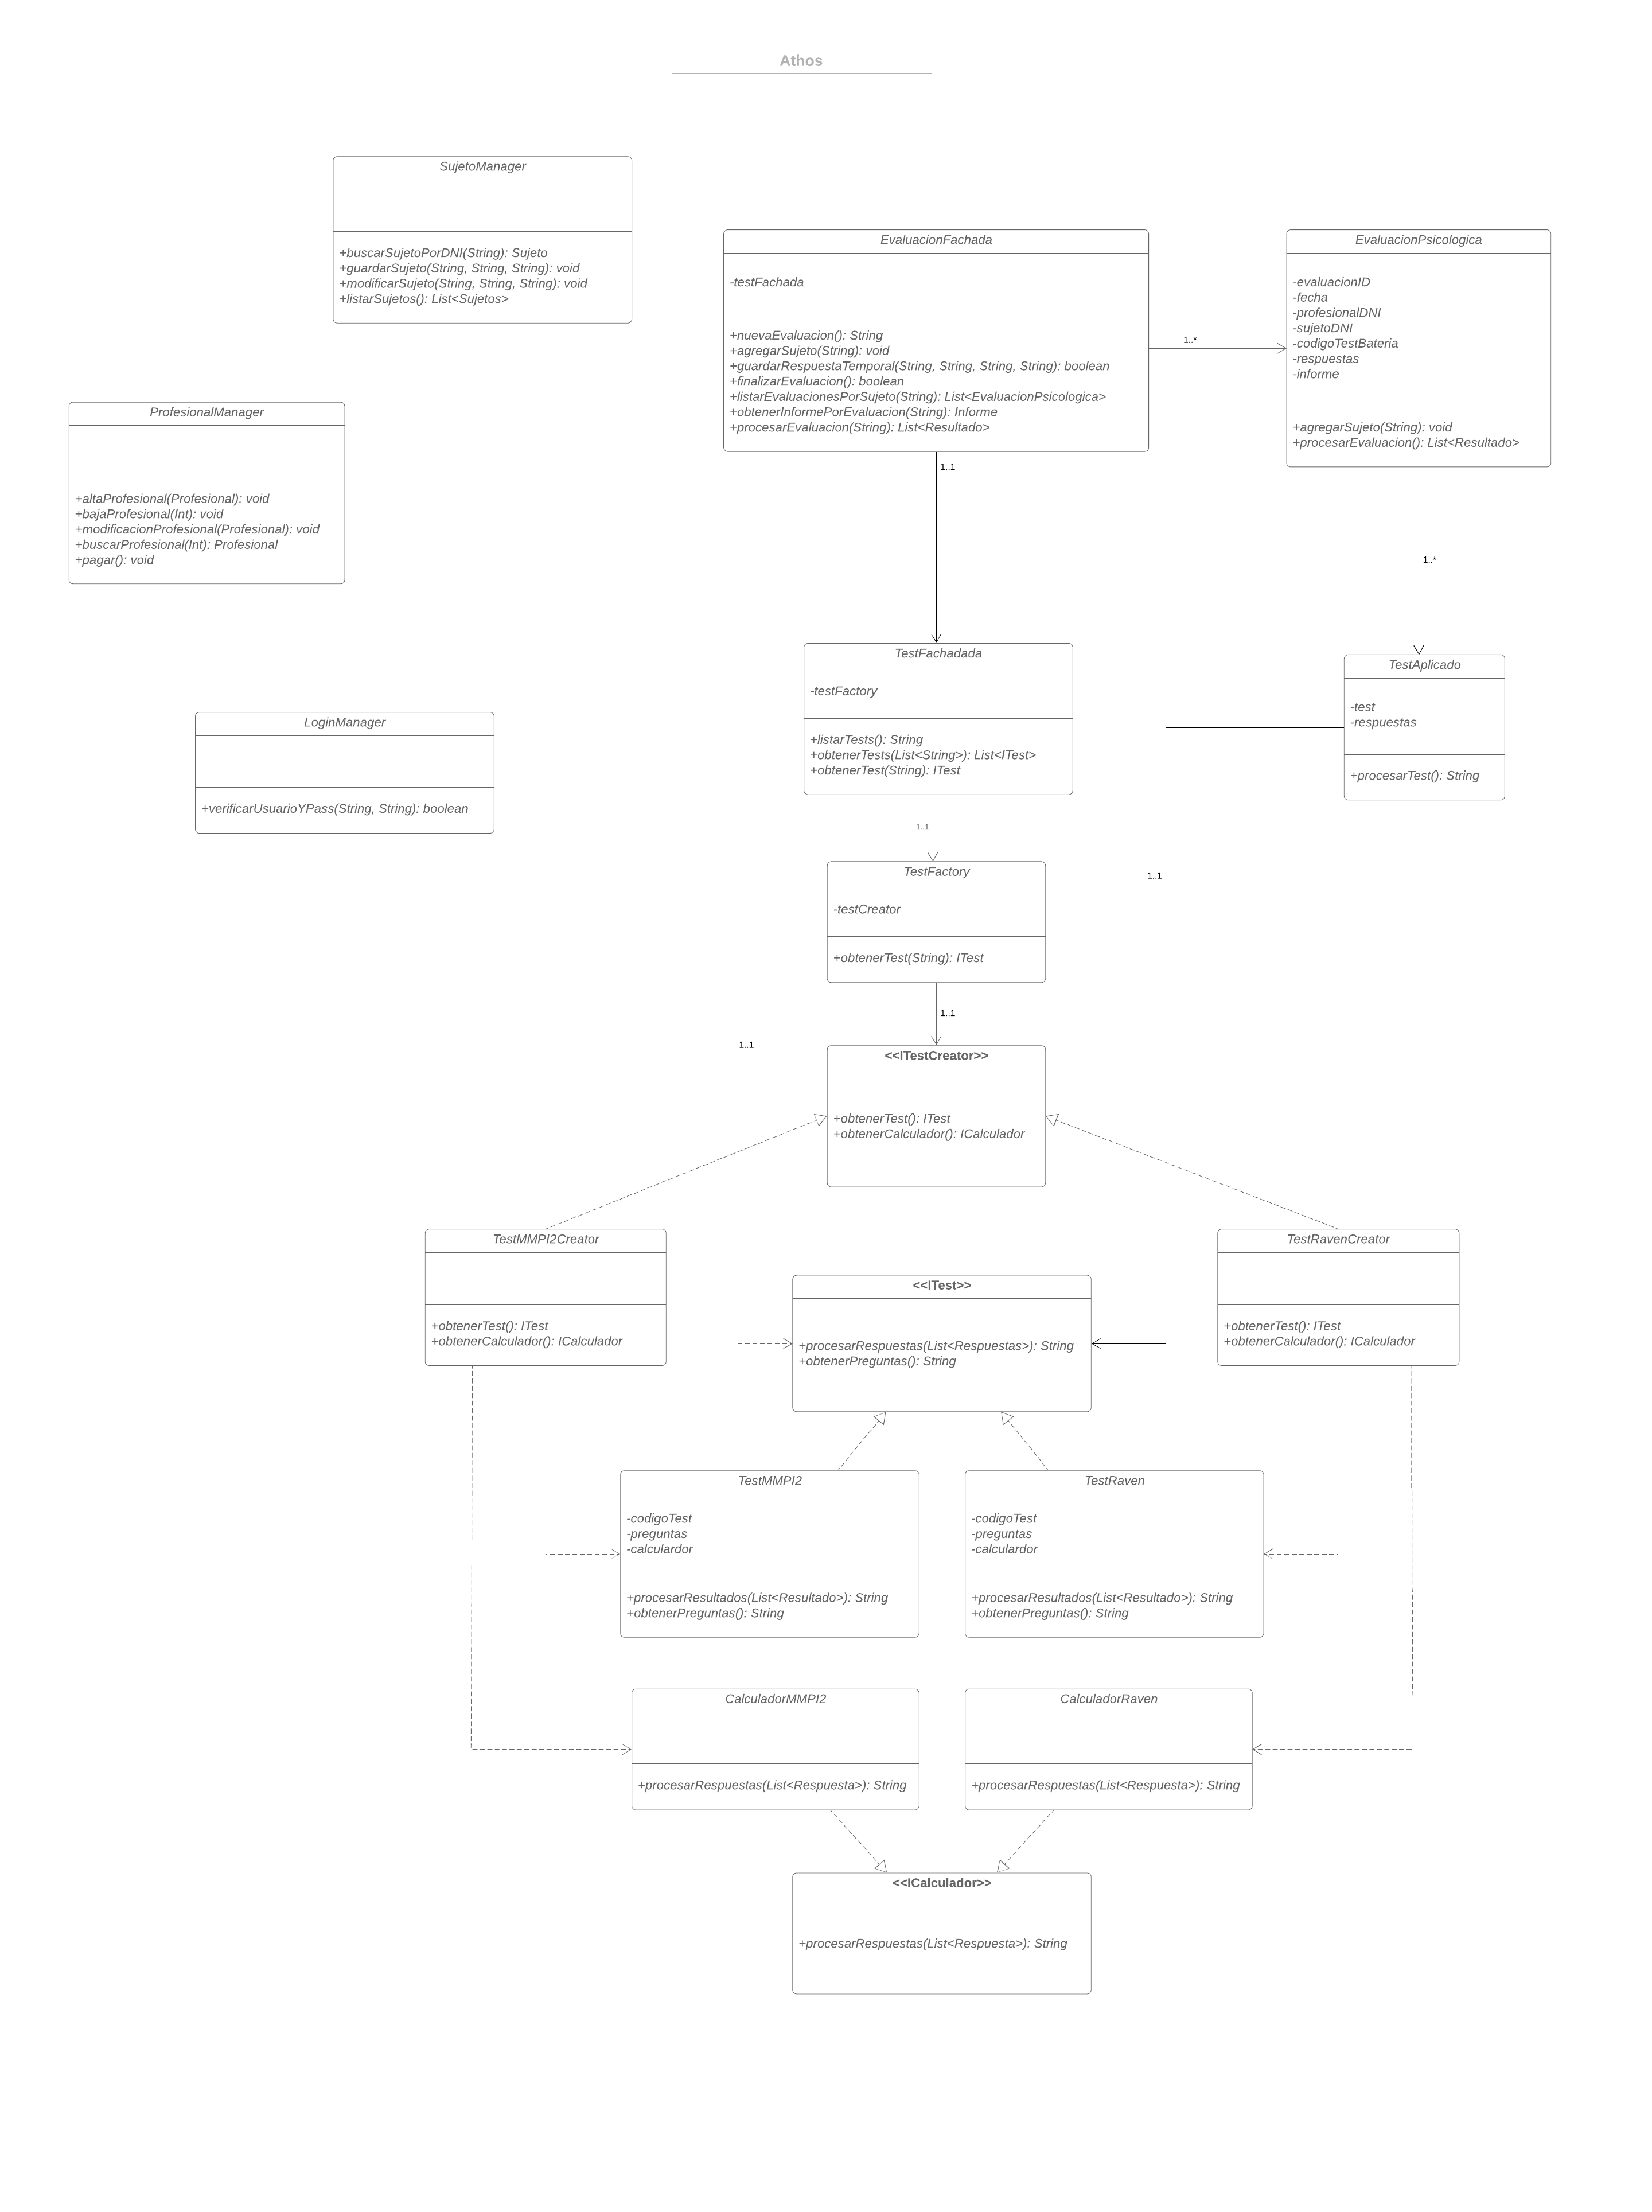 Athos
SujetoManager
+buscarSujetoPorDNI(String): Sujeto
+guardarSujeto(String, String, String): void
+modificarSujeto(String, String, String): void
+listarSujetos(): List<Sujetos>
EvaluacionFachada
-testFachada
+nuevaEvaluacion(): String
+agregarSujeto(String): void
+guardarRespuestaTemporal(String, String, String, String): boolean
+finalizarEvaluacion(): boolean
+listarEvaluacionesPorSujeto(String): List<EvaluacionPsicologica>
+obtenerInformePorEvaluacion(String): Informe
+procesarEvaluacion(String): List<Resultado>
1..*
EvaluacionPsicologica
-evaluacionID
-fecha
-profesionalDNI
-sujetoDNI
-codigoTestBateria
-respuestas
-informe
+agregarSujeto(String): void
+procesarEvaluacion(): List<Resultado>
ProfesionalManager
+altaProfesional(Profesional): void
+bajaProfesional(Int): void
+modificacionProfesional(Profesional): void
+buscarProfesional(Int): Profesional
+pagar(): void
1..1
1..*
TestFachadada
-testFactory
+listarTests(): String
+obtenerTests(List<String>): List<ITest>
+obtenerTest(String): ITest
TestAplicado
-test
-respuestas
+procesarTest(): String
LoginManager
+verificarUsuarioYPass(String, String): boolean
1..1
1..1
TestFactory
-testCreator
+obtenerTest(String): ITest
1..1
1..1
<<ITestCreator>>
+obtenerTest(): ITest
+obtenerCalculador(): ICalculador
TestMMPI2Creator
+obtenerTest(): ITest
+obtenerCalculador(): ICalculador
<<ITest>>
+procesarRespuestas(List<Respuestas>): String
+obtenerPreguntas(): String
TestRavenCreator
+obtenerTest(): ITest
+obtenerCalculador(): ICalculador
TestMMPI2
-codigoTest
-preguntas
-calculardor
+procesarResultados(List<Resultado>): String
+obtenerPreguntas(): String
TestRaven
-codigoTest
-preguntas
-calculardor
+procesarResultados(List<Resultado>): String
+obtenerPreguntas(): String
CalculadorMMPI2
+procesarRespuestas(List<Respuesta>): String
CalculadorRaven
+procesarRespuestas(List<Respuesta>): String
<<ICalculador>>
+procesarRespuestas(List<Respuesta>): String